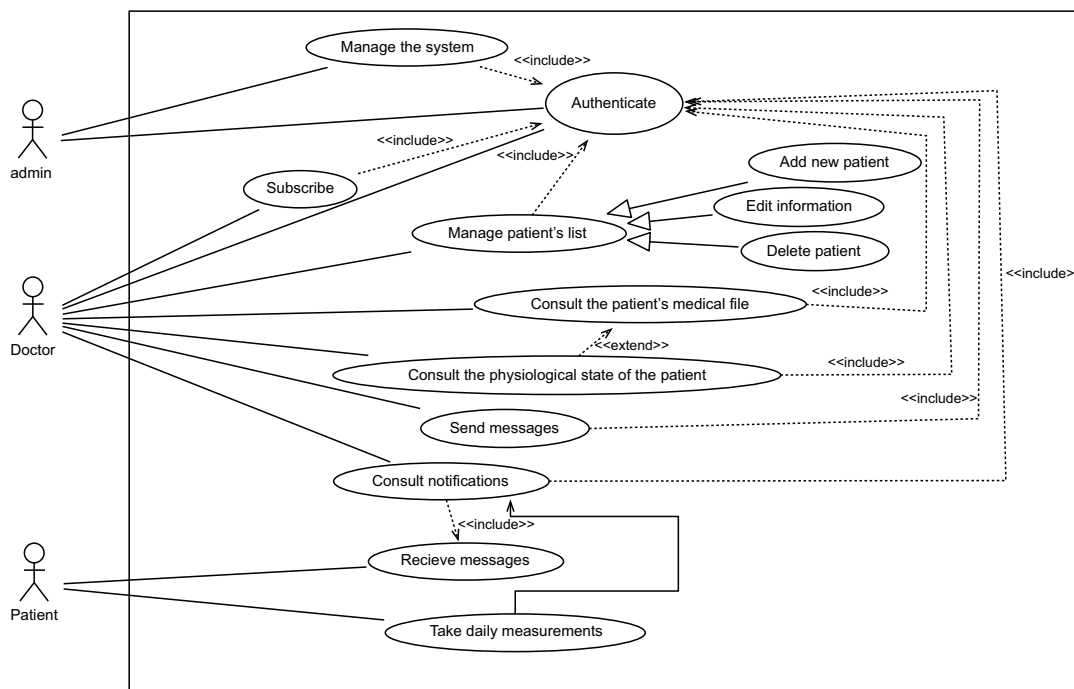 Manage the system
<<include>>
Authenticate
admin
<<include>>
<<include>>
Add new patient
Subscribe
Edit information
Manage patient's list
Delete patient
<<include>>
<<include>>
Consult the patient's medical file
Doctor
<<extend>>
<<include>>
Consult the physiological state of the patient
<<include>>
Send messages
Consult notifications
<<include>>
Recieve messages
Patient
Take daily measurements